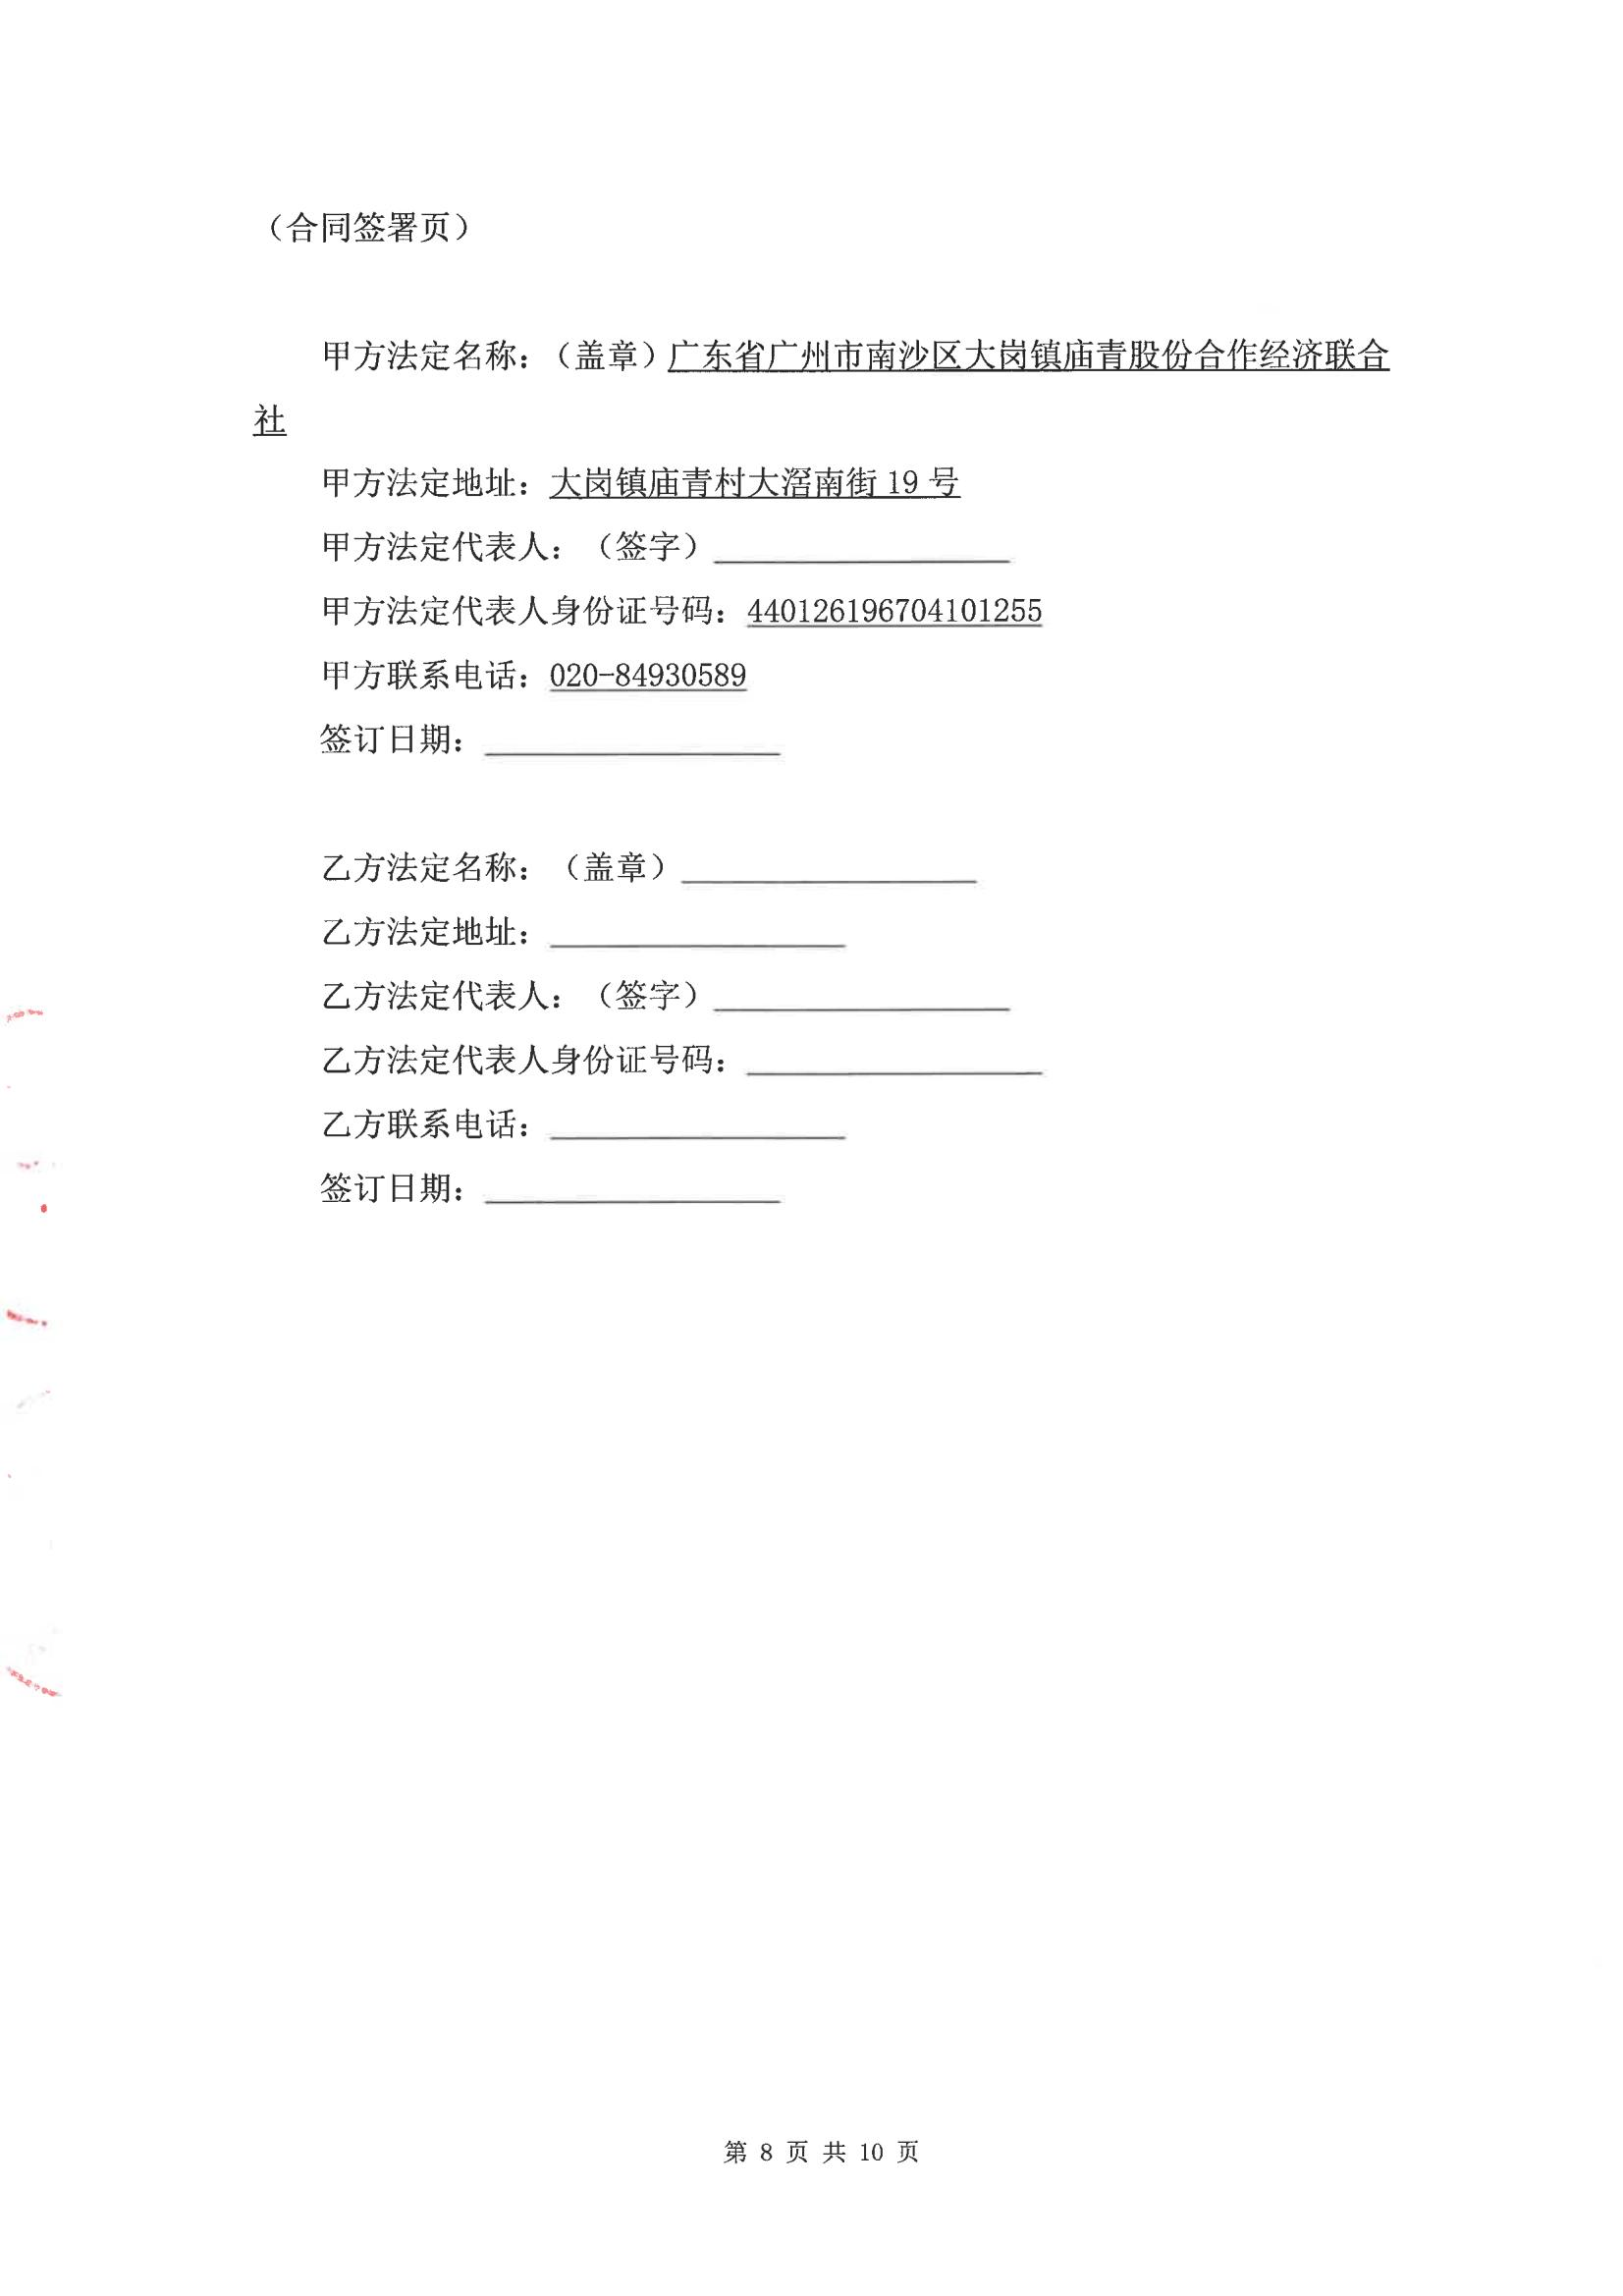 （合同签署页）
甲方法定名称：（盖章）广东省广州市南沙区大岗镇庙青股份合作经济联合
社
甲方法定地址：大岗镇庙青村大滘南街 19 号
甲方法定代表人：（签字）
甲方法定代表人身份证号码：440126196704101255
甲方联系电话：020-84930589
签订日期：
乙方法定名称：（盖章）
乙方法定地址：
乙方法定代表人：（签字）
乙方法定代表人身份证号码：
乙方联系电话：
签订日期：
第 8 页 共 10 页